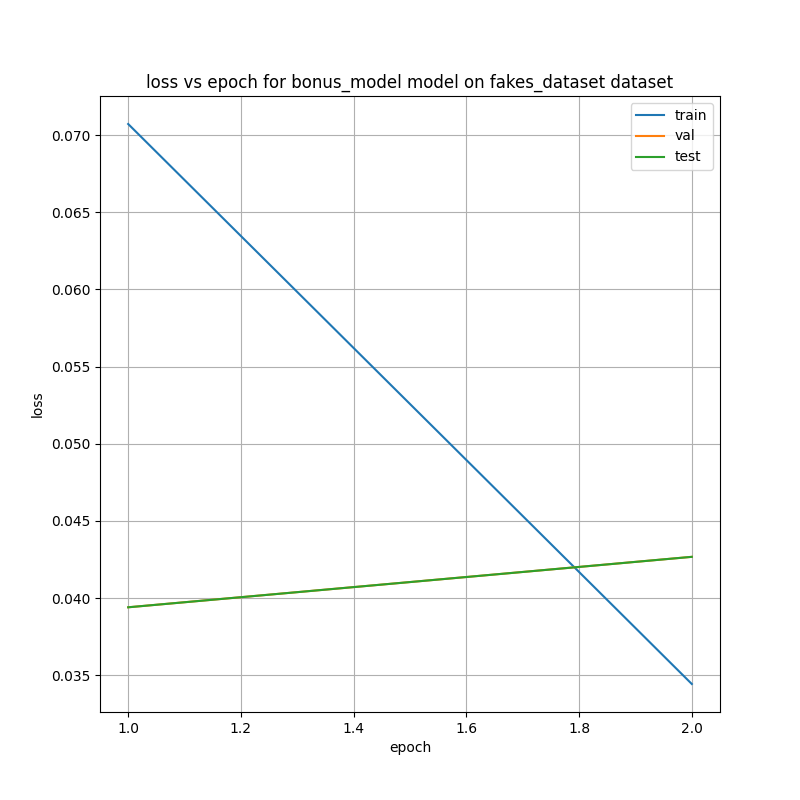 loss vs epoch for bonus_model model on fakes_dataset dataset
train
val
test
0.070
0.065
0.060
0.055
0.050
0.045
0.040
0.035
loss
1.0 1.2 1.4 1.6 1.8 2.0
epoch